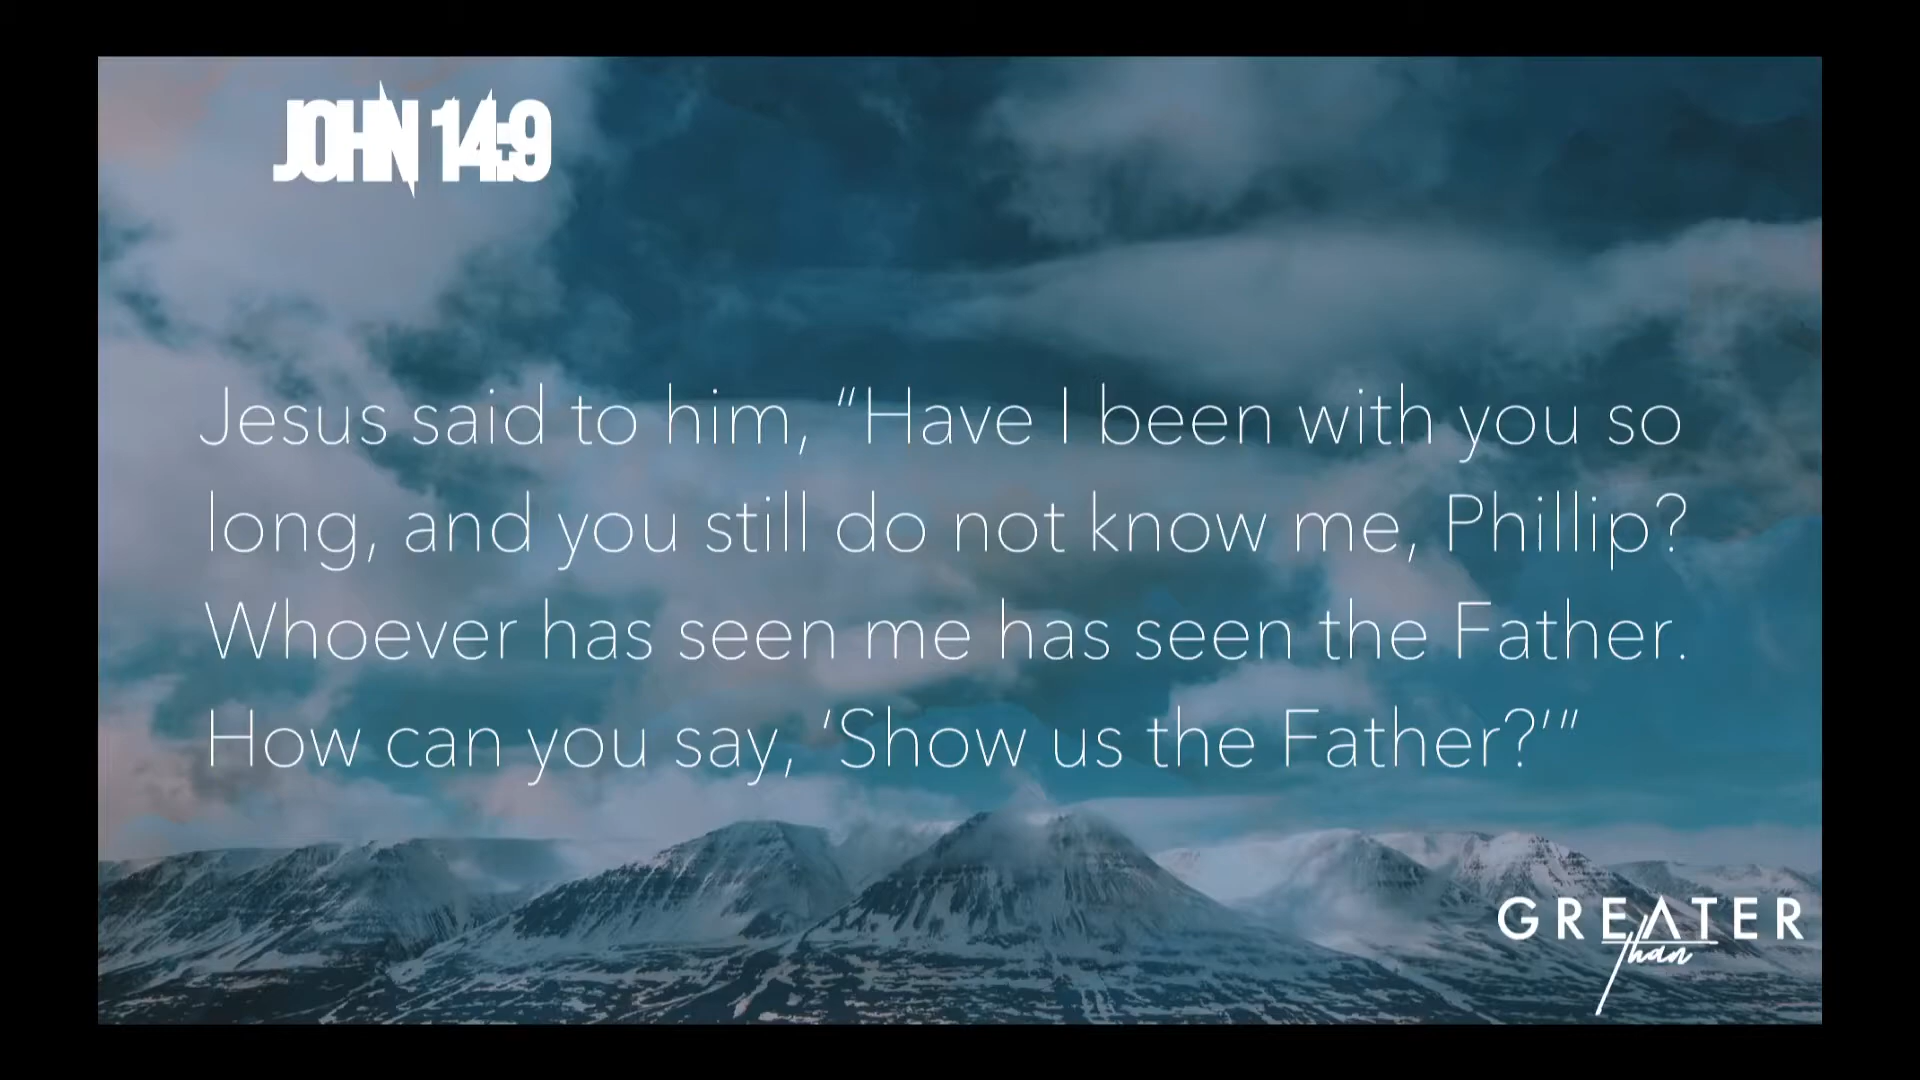 JOHN 14:9
Jesus said to him, “Have I been with you so
long, and you still do not know me, Phillip?
Whoever has seen me has seen the Father.
How can you say, ‘Show us the Father?’”
GREATER
than